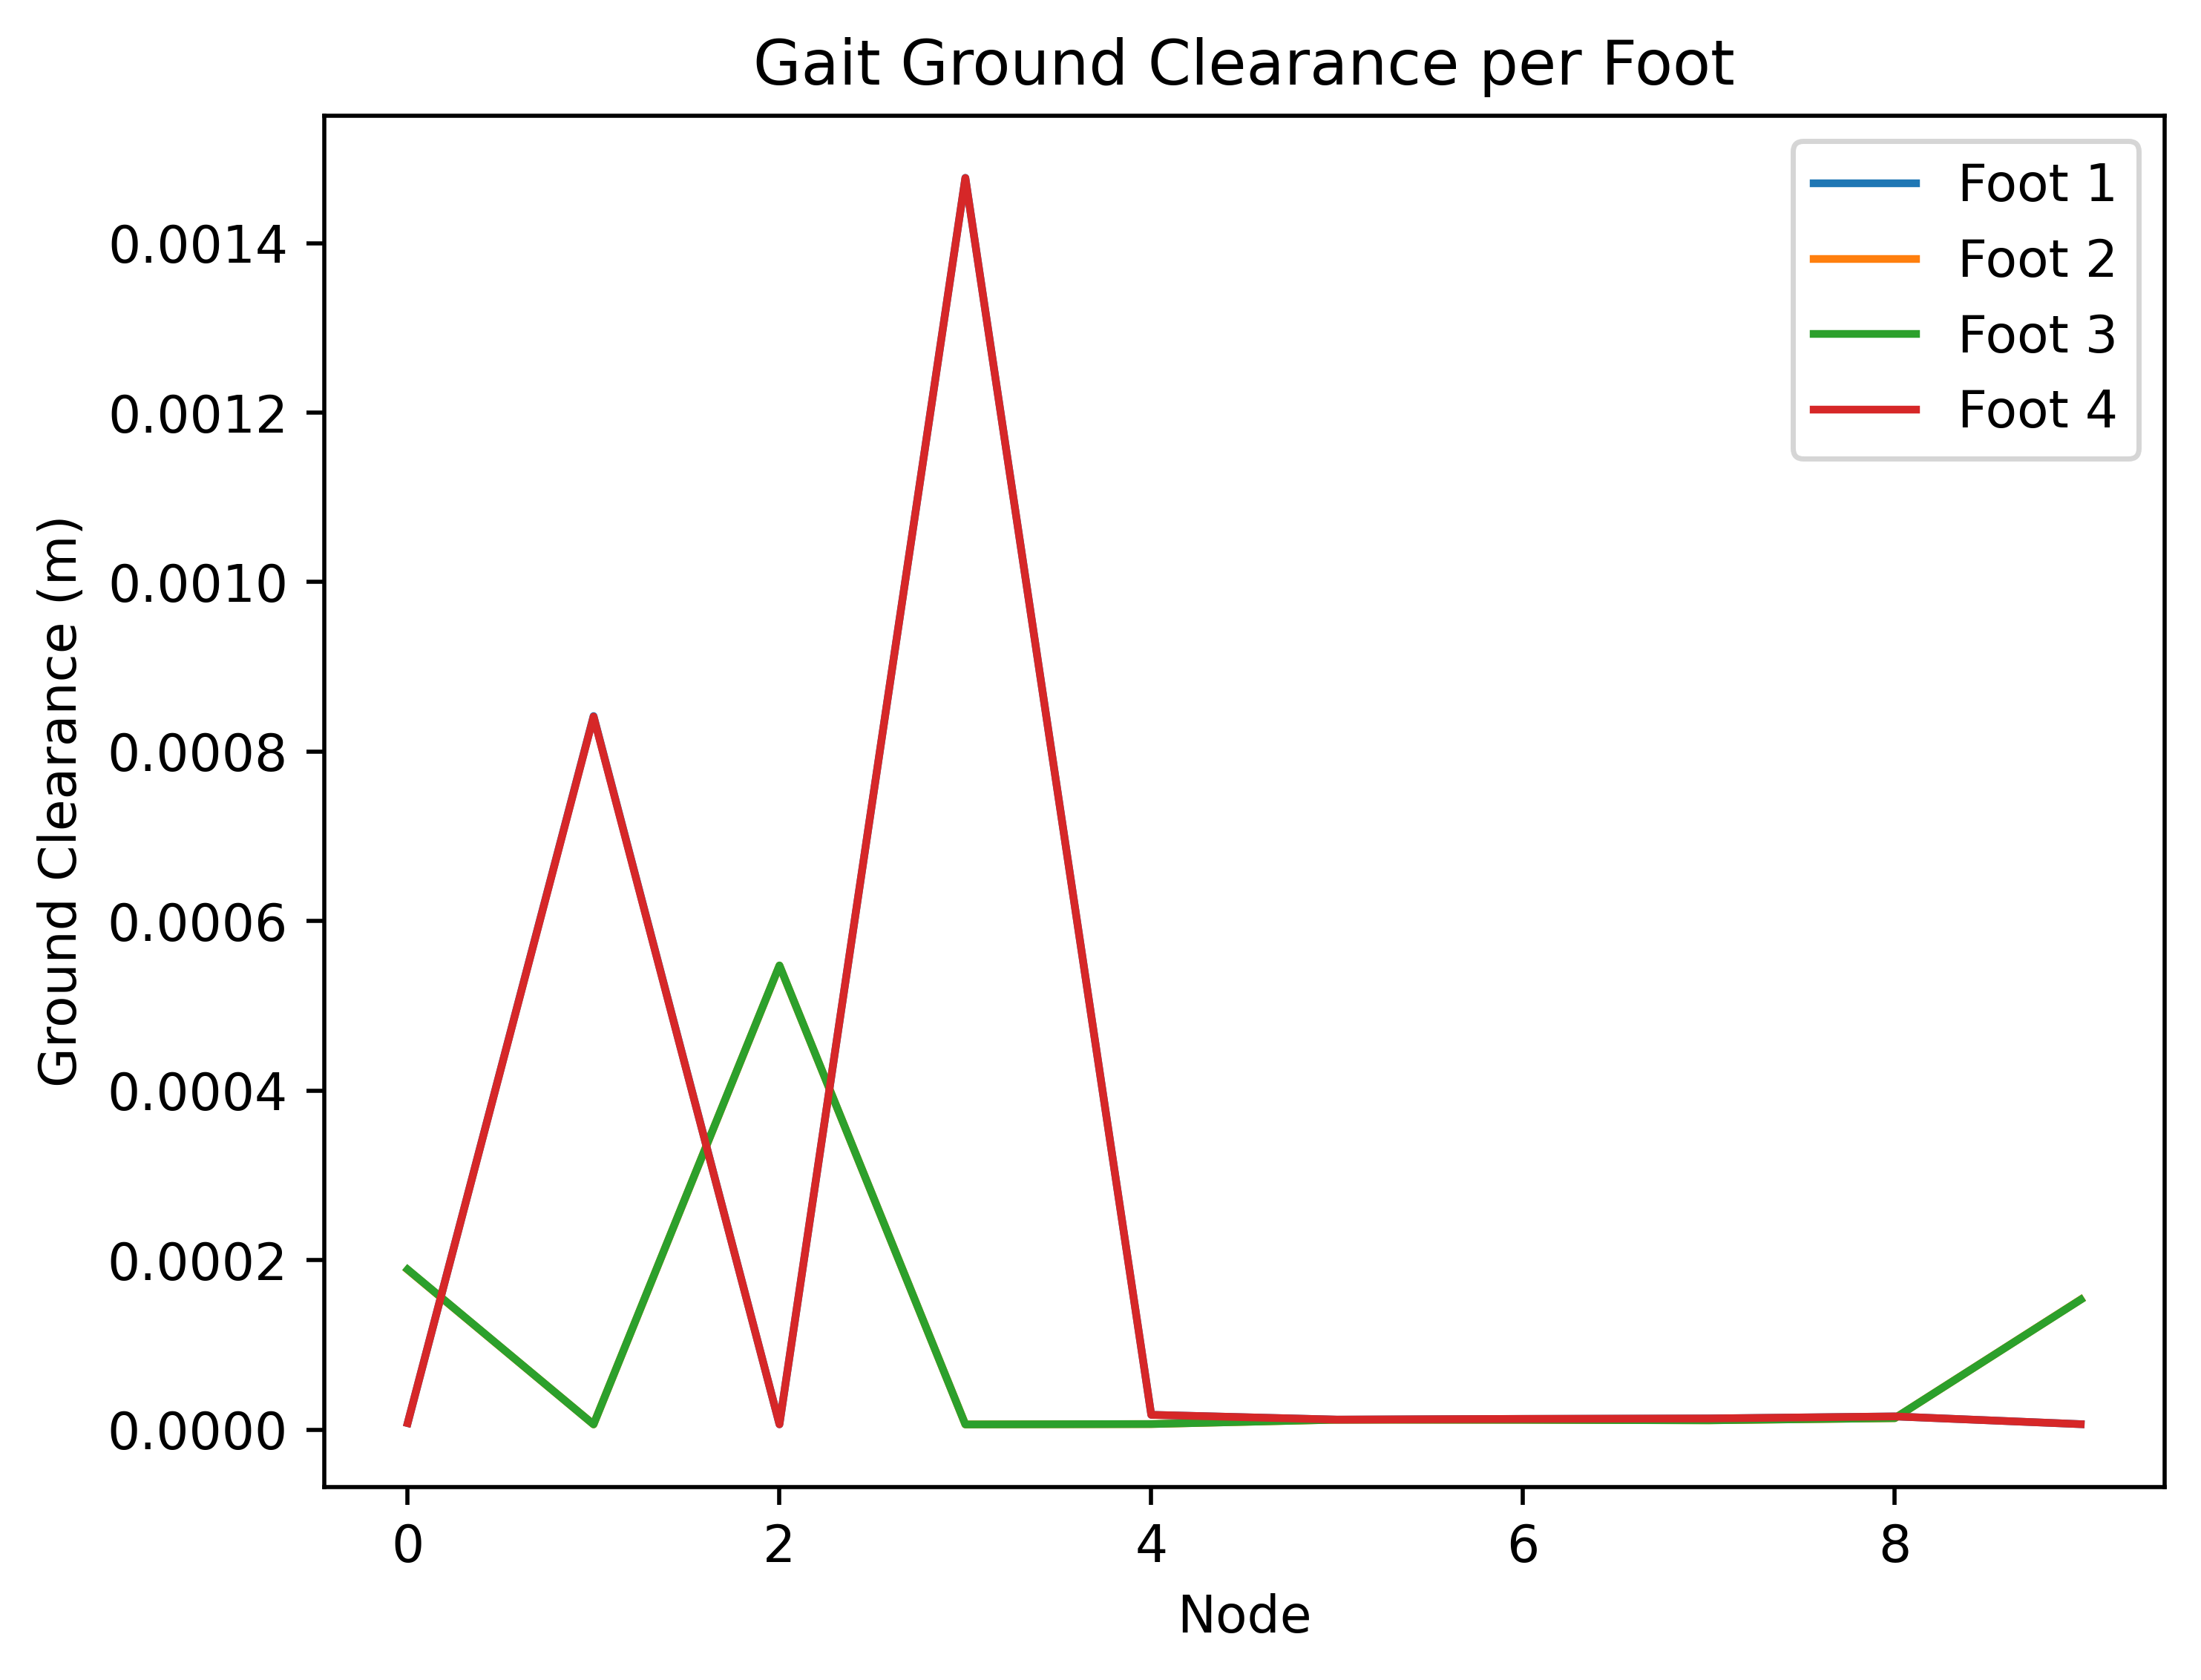 Gait Ground Clearance per Foot
Foot 1
Foot 2
Foot 3
Foot 4
Ground Clearance (m)
0.0014
0.0012
0.0010
0.0008
0.0006
0.0004
0.0002
0.0000
0 2 4 6 8
Node